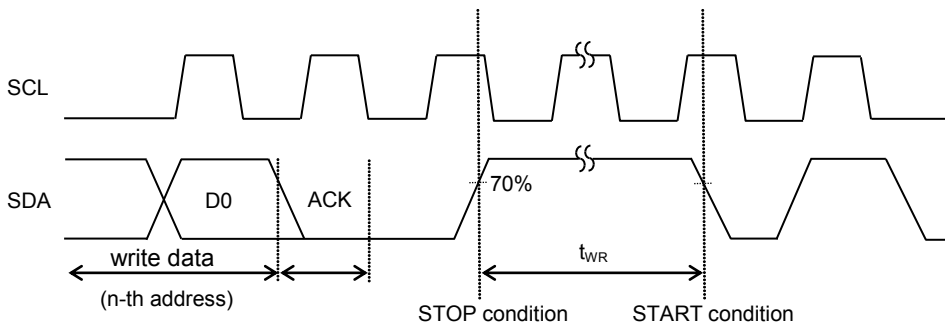 SCL
SDA
D0
ACK
70%
write data
(n-th address)
tWR
STOP condition
START condition